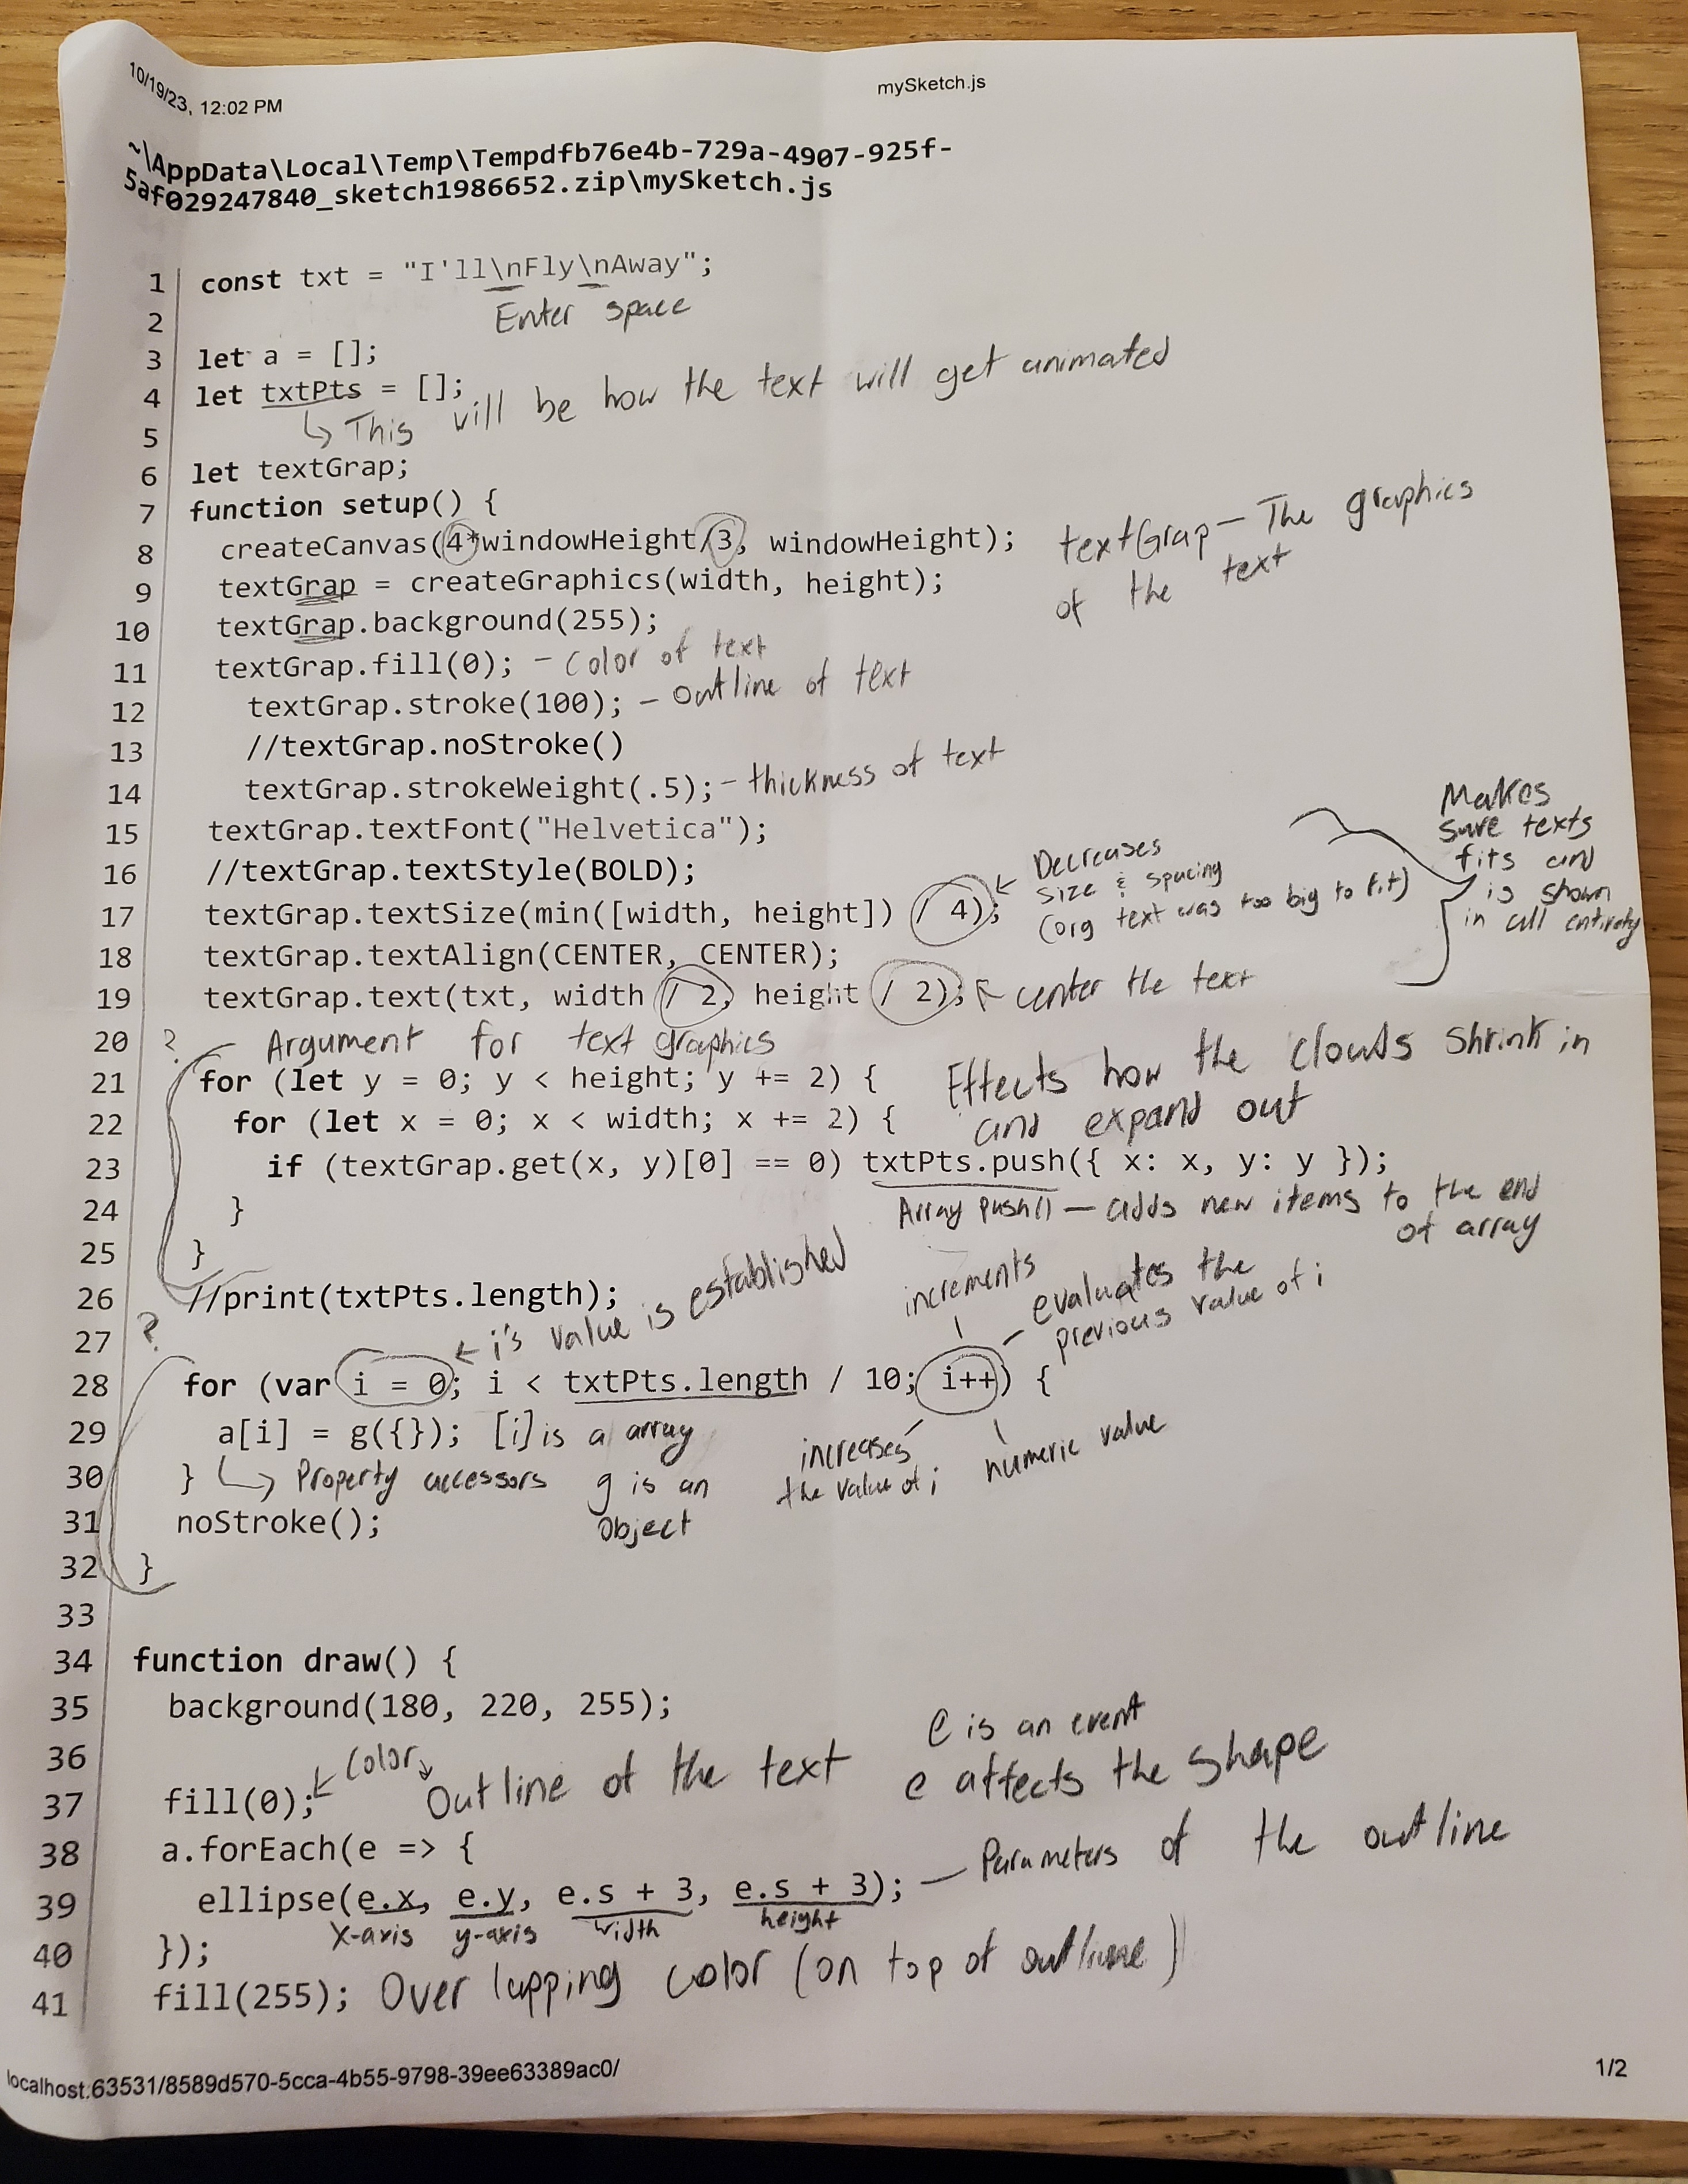 10/19/23, 12:02 PM
mySketch.js
~\AppData\Local\Temp\Tempdfb76e4b-729a-4907-925f-
5af029247840_sketch1986652.zip\mySketch.js
1 const txt = "I'll\nFly\nAway";
2 Enter space
3 let a = [];
4 let txtPts = [];
↳ This will be how the text will get animated
5
6 let textGrap;
7 function setup() {
8 createCanvas(4*windowHeight/3, windowHeight);
textGrap — The graphics
of the text
9 textGrap = createGraphics(width, height);
10 textGrap.background(255);
11 textGrap.fill(0); – Color of text
12 textGrap.stroke(100); – Outline of text
13 //textGrap.noStroke()
14 textGrap.strokeWeight(.5); – thickness of text
15 textGrap.textFont("Helvetica");
16 //textGrap.textStyle(BOLD);
17 textGrap.textSize(min([width, height]) / 4);
← Decreases
size & spacing
(org text was too big to fit)
Makes
sure texts
fits and
is shown
in all entirety
18 textGrap.textAlign(CENTER, CENTER);
19 textGrap.text(txt, width / 2, height / 2); ← center the text
20 ? Argument for text graphics
21 for (let y = 0; y < height; y += 2) {
Effects how the clouds shrink in
and expand out
22 for (let x = 0; x < width; x += 2) {
23 if (textGrap.get(x, y)[0] == 0) txtPts.push({ x: x, y: y });
Array push() — adds new items to the end
of array
24 }
25 }
26 //print(txtPts.length);
27 ?
← i's value is established
increments
evaluates the
previous value of i
28 for (var i = 0; i < txtPts.length / 10; i++) {
29 a[i] = g({}); [i] is a array
increases
the value of i
numeric value
30 } ↳ Property accessors
g is an
object
31 noStroke();
32 }
33
34 function draw() {
35 background(180, 220, 255);
36
e is an event
e affects the shape
37 fill(0); ← Color ↘ Outline of the text
38 a.forEach(e => {
39 ellipse(e.x, e.y, e.s + 3, e.s + 3); — Parameters of the outline
x-axis y-axis width height
40 });
41 fill(255); Over lapping color (on top of outline)
localhost:63531/8589d570-5cca-4b55-9798-39ee63389ac0/
1/2